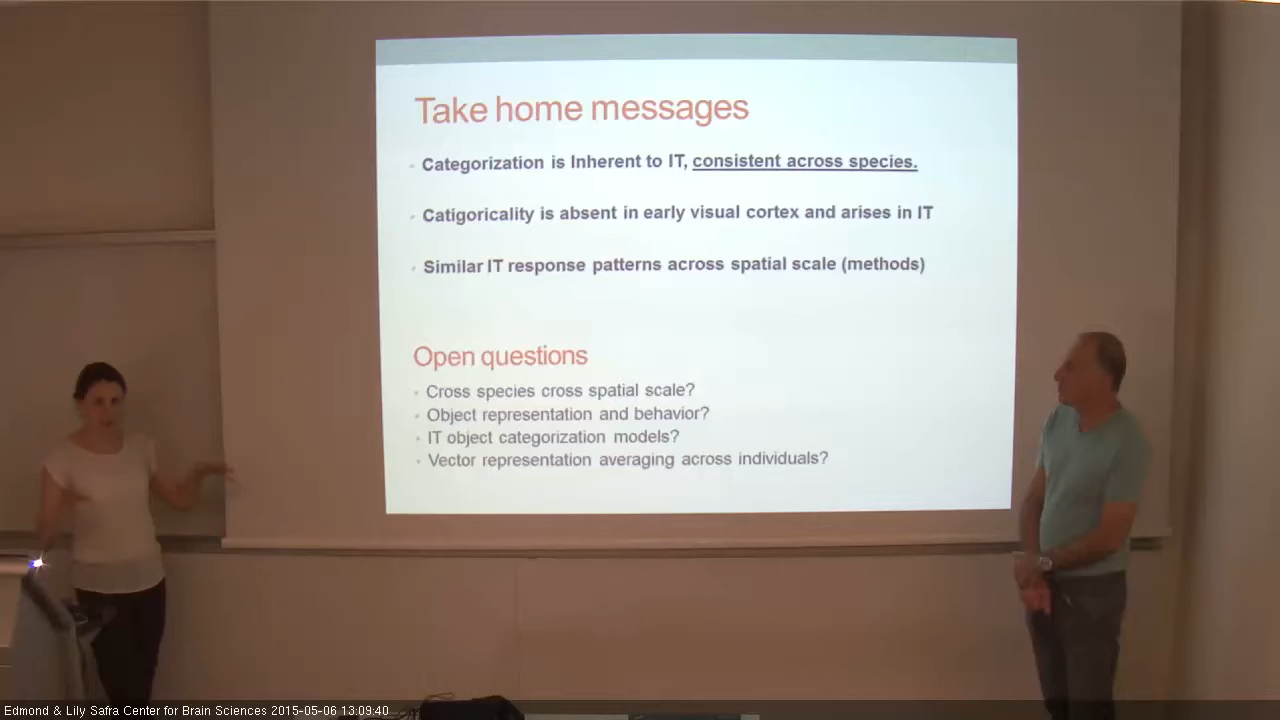 Take home messages
Categorization is Inherent to IT, consistent across species.
Catigoricality is absent in early visual cortex and arises in IT
Similar IT response patterns across spatial scale (methods)
Open questions
Cross species cross spatial scale?
Object representation and behavior?
IT object categorization models?
Vector representation averaging across individuals?
Edmond & Lily Safra Center for Brain Sciences 2015-05-06 13:09:40